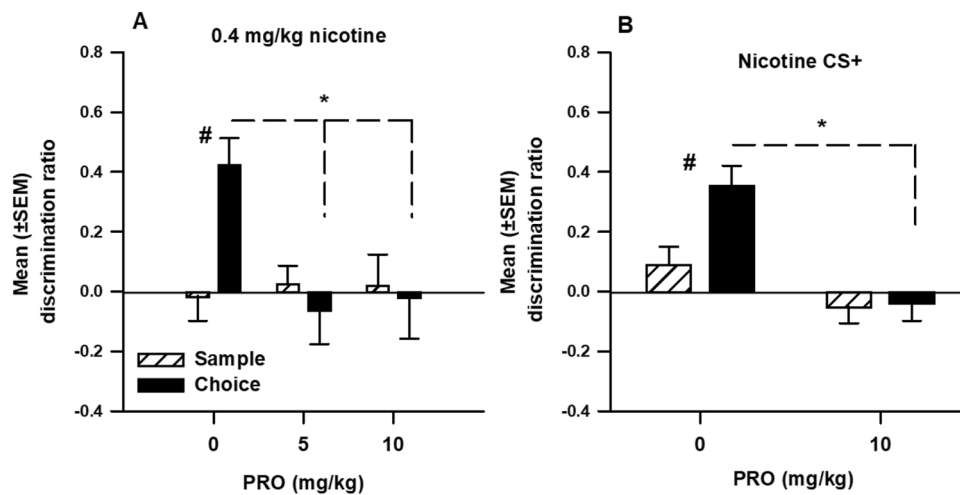 A
0.4 mg/kg nicotine
Mean (±SEM)
discrimination ratio
0.8
0.6
0.4
0.2
0.0
-0.2
-0.4
#
*
Sample
Choice
0 5 10
PRO (mg/kg)
B
Nicotine CS+
Mean (±SEM)
discrimination ratio
0.8
0.6
0.4
0.2
0.0
-0.2
-0.4
#
*
0 10
PRO (mg/kg)